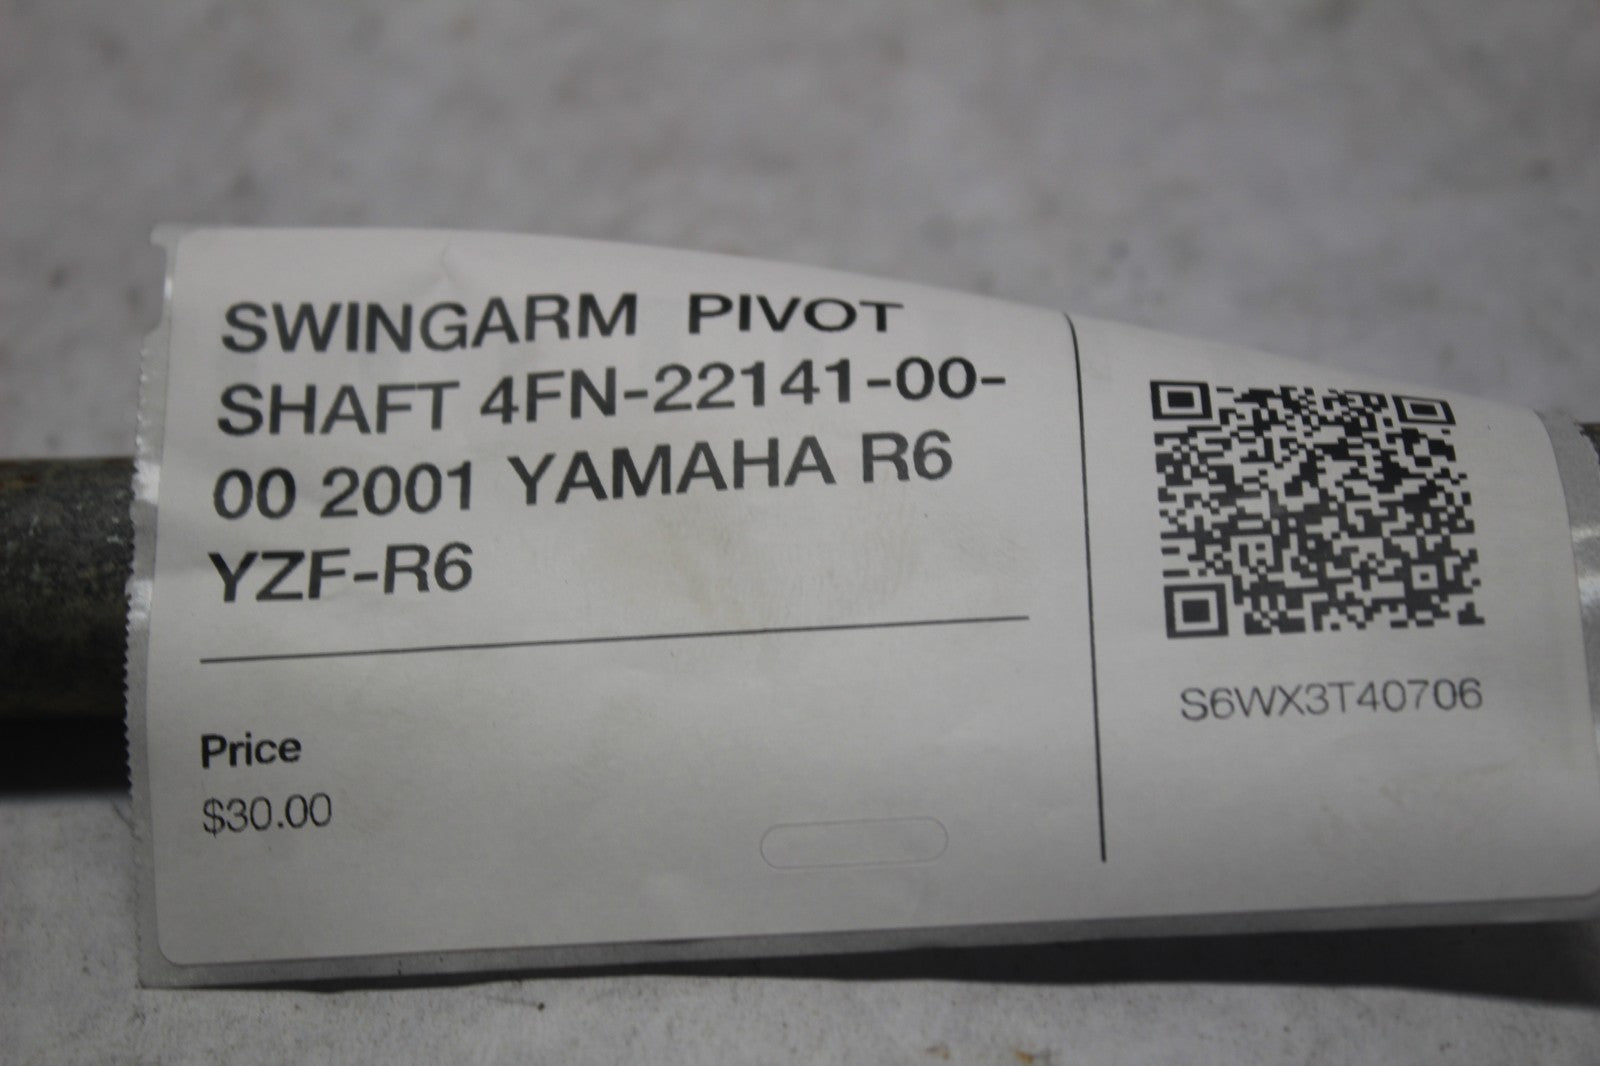 SWINGARM PIVOT
SHAFT 4FN-22141-00-
00 2001 YAMAHA R6
YZF-R6
Price
$30.00
S6WX3T40706